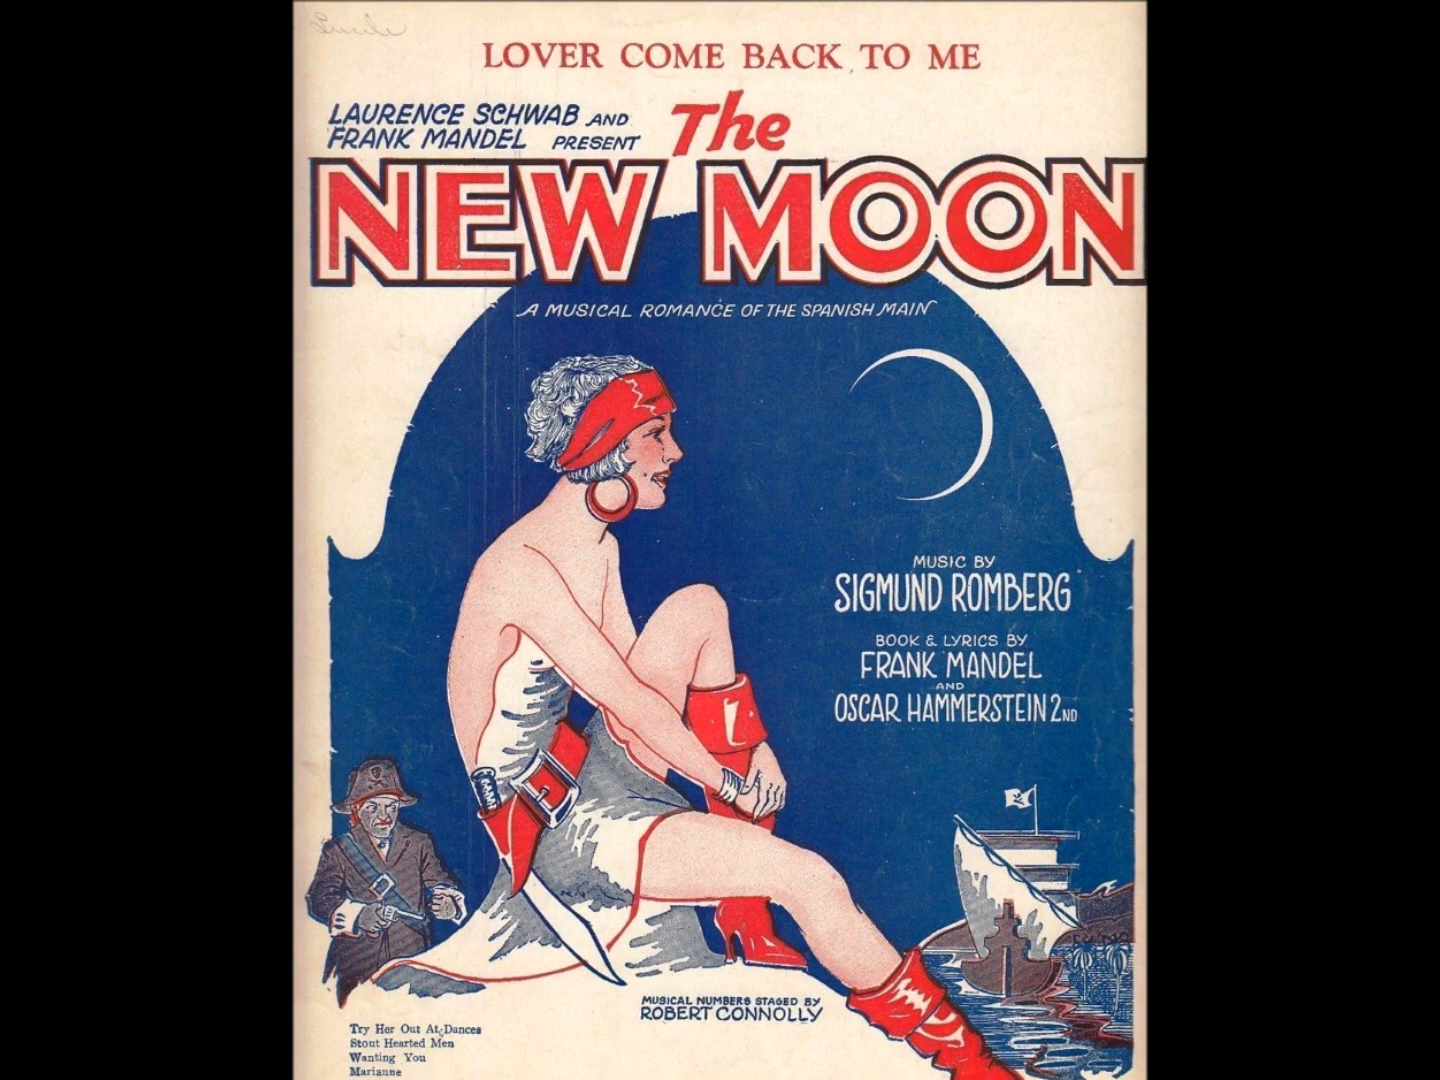 LOVER COME BACK TO ME
LAURENCE SCHWAB AND
FRANK MANDEL PRESENT
The
NEW MOON
A MUSICAL ROMANCE OF THE SPANISH MAIN
MUSIC BY
SIGMUND ROMBERG
BOOK & LYRICS BY
FRANK MANDEL
AND
OSCAR HAMMERSTEIN 2ND
MUSICAL NUMBERS STAGED BY
ROBERT CONNOLLY
Try Her Out At Dances
Stout Hearted Men
Wanting You
Marianne